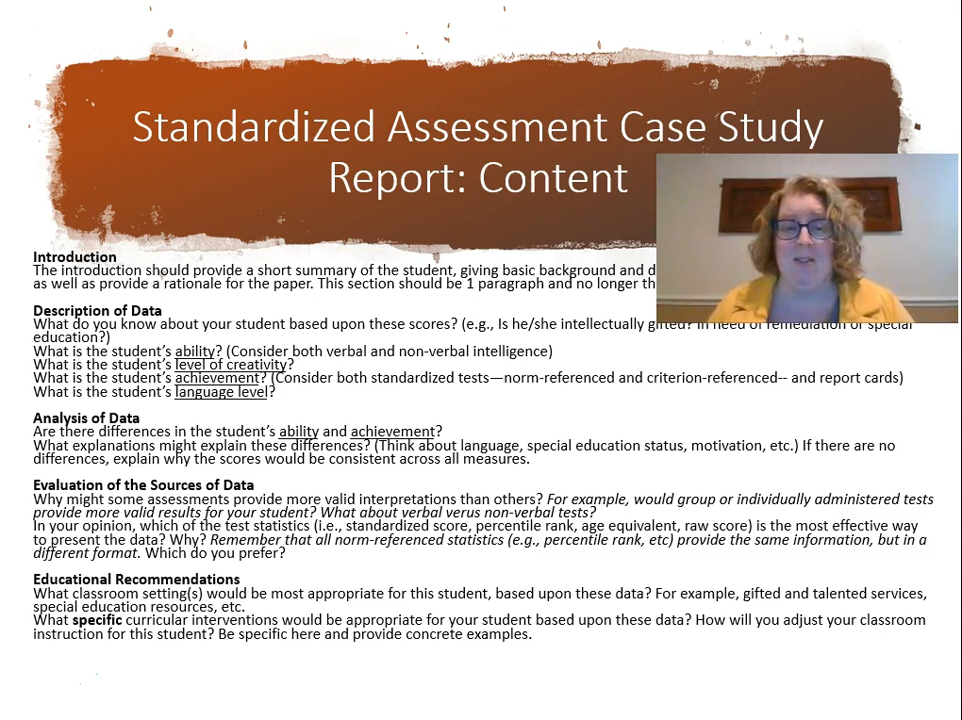 Standardized Assessment Case Study
Report: Content
Introduction
The introduction should provide a short summary of the student, giving basic background and d
as well as provide a rationale for the paper. This section should be 1 paragraph and no longer th
Description of Data
What do you know about your student based upon these scores? (e.g., Is he/she intellectually gifted? In need of remediation or special
education?)
What is the student's ability? (Consider both verbal and non-verbal intelligence)
What is the student's level of creativity?
What is the student's achievement? (Consider both standardized tests—norm-referenced and criterion-referenced-- and report cards)
What is the student's language level?
Analysis of Data
Are there differences in the student's ability and achievement?
What explanations might explain these differences? (Think about language, special education status, motivation, etc.) If there are no
differences, explain why the scores would be consistent across all measures.
Evaluation of the Sources of Data
Why might some assessments provide more valid interpretations than others? For example, would group or individually administered tests
provide more valid results for your student? What about verbal verus non-verbal tests?
In your opinion, which of the test statistics (i.e., standardized score, percentile rank, age equivalent, raw score) is the most effective way
to present the data? Why? Remember that all norm-referenced statistics (e.g., percentile rank, etc) provide the same information, but in a
different format. Which do you prefer?
Educational Recommendations
What classroom setting(s) would be most appropriate for this student, based upon these data? For example, gifted and talented services,
special education resources, etc.
What specific curricular interventions would be appropriate for your student based upon these data? How will you adjust your classroom
instruction for this student? Be specific here and provide concrete examples.